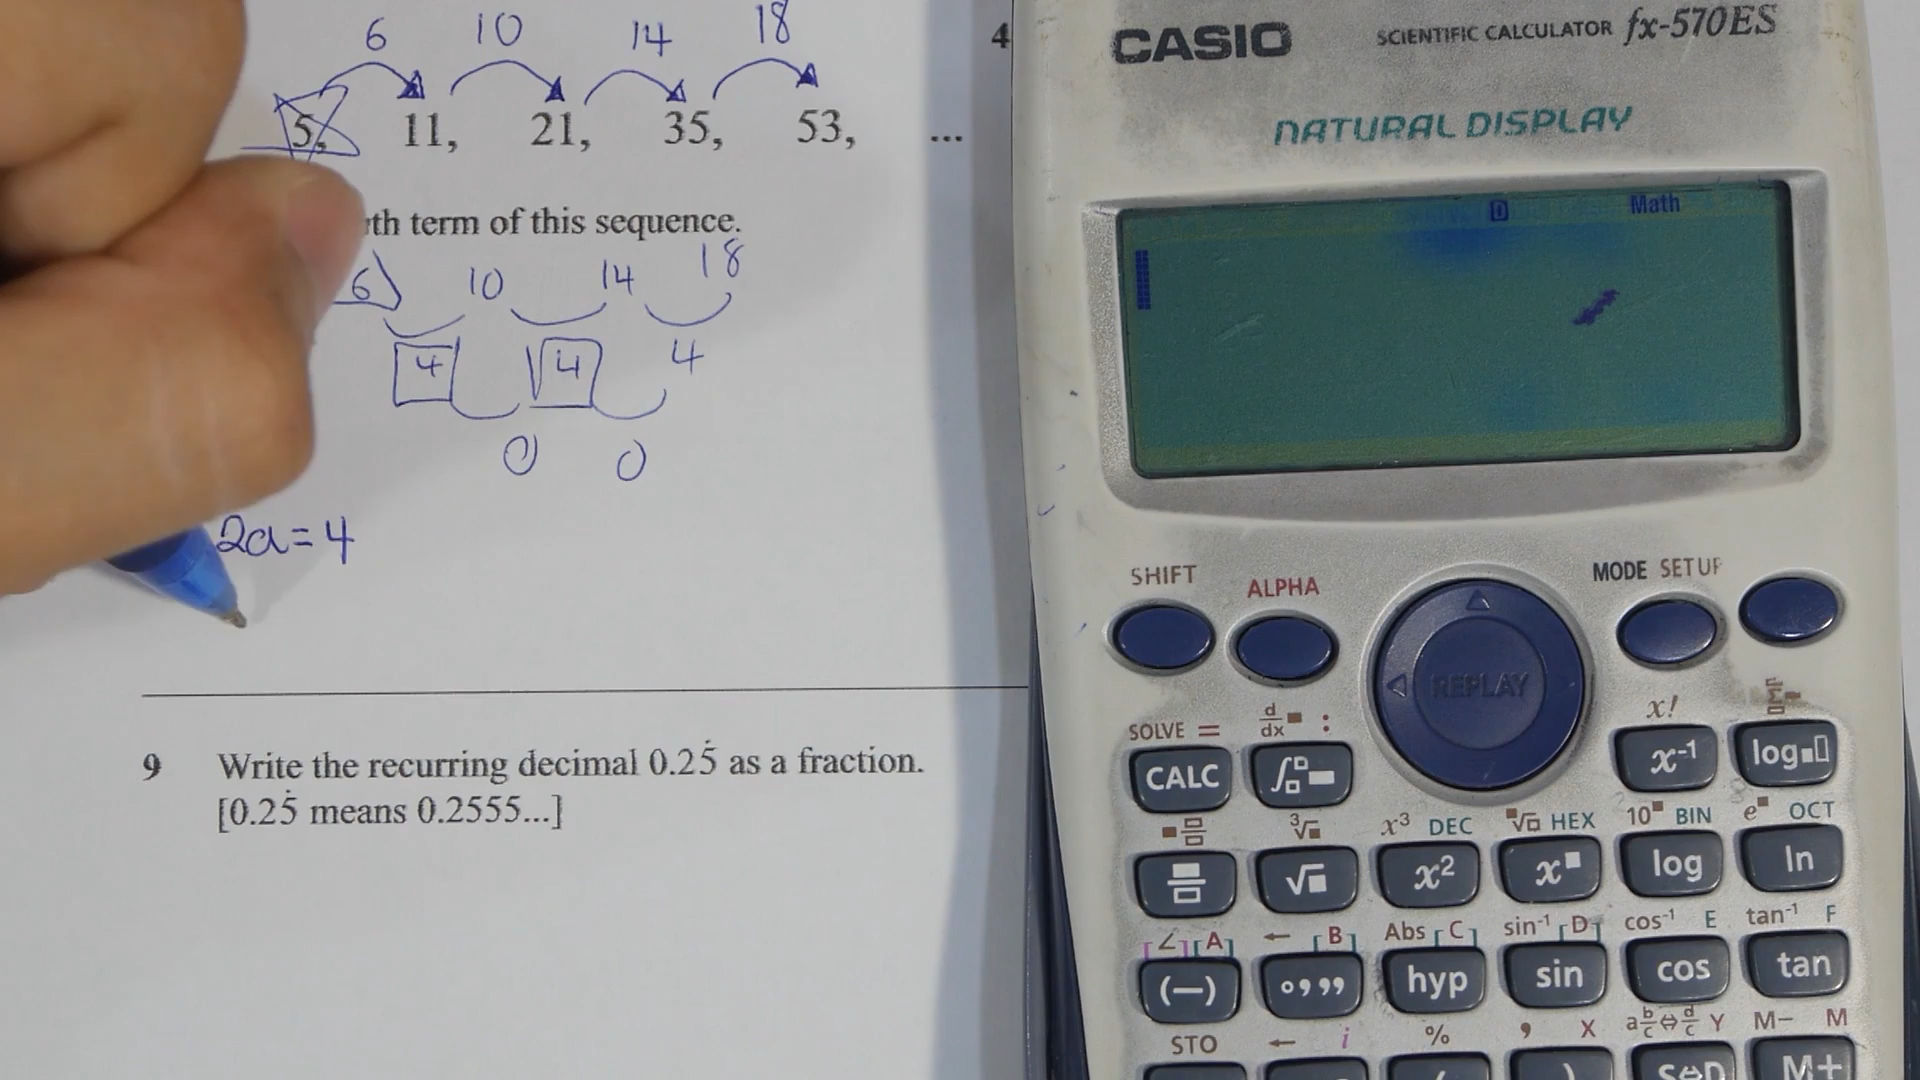 6 10 14 18
5, 11, 21, 35, 53, ...
th term of this sequence.
6 10 14 18
4 4 4
0 0
2a=4
9 Write the recurring decimal 0.25̇ as a fraction.
[0.25̇ means 0.2555...]
4
CASIO SCIENTIFIC CALCULATOR fx-570ES
NATURAL DISPLAY
D Math
SHIFT ALPHA MODE SETUP
REPLAY
SOLVE = d/dx :
x!
CALC
x⁻¹ log
∛ x³ DEC HEX 10 BIN e OCT
√ x² x log ln
∠ A ← B Abs C sin⁻¹ D cos⁻¹ E tan⁻¹ F
(−) °,,, hyp sin cos tan
STO ← i % , X a b/c⇔d/c Y M− M
( ) S⇔D M+